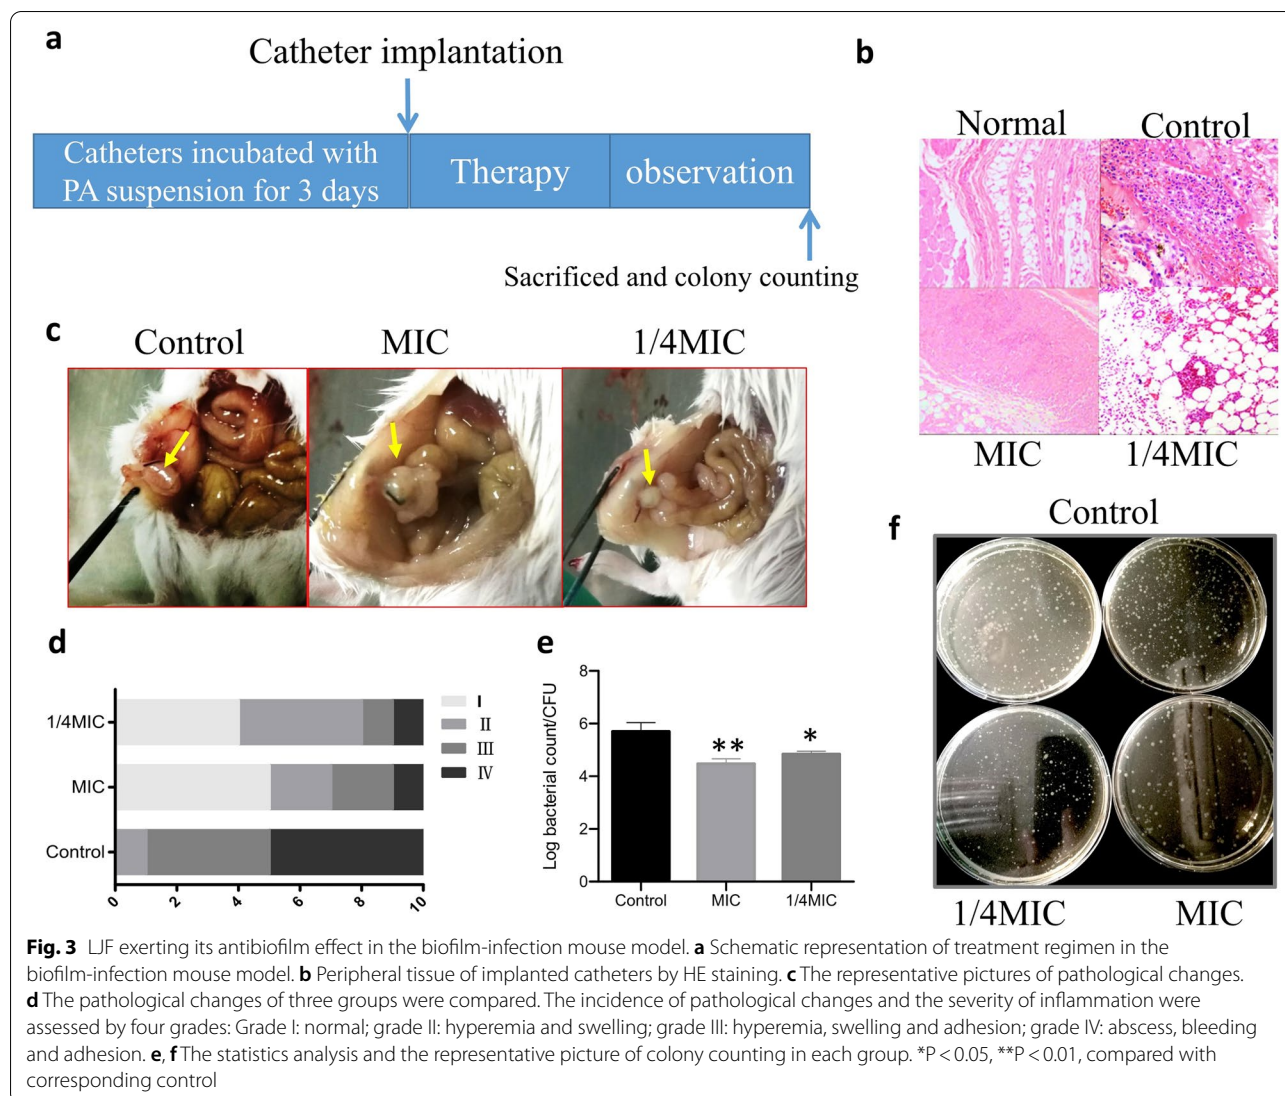 a
Catheter implantation
Catheters incubated with
PA suspension for 3 days
Therapy
observation
Sacrificed and colony counting
b
Normal
Control
MIC
1/4MIC
c
Control
MIC
1/4MIC
d
1/4MIC
MIC
Control
0
2
4
6
8
10
I
II
III
IV
e
Log bacterial count/CFU
8
6
4
2
0
**
*
Control
MIC
1/4MIC
f
Control
1/4MIC
MIC
Fig. 3 LJF exerting its antibiofilm effect in the biofilm-infection mouse model. a Schematic representation of treatment regimen in the
biofilm-infection mouse model. b Peripheral tissue of implanted catheters by HE staining. c The representative pictures of pathological changes.
d The pathological changes of three groups were compared. The incidence of pathological changes and the severity of inflammation were
assessed by four grades: Grade I: normal; grade II: hyperemia and swelling; grade III: hyperemia, swelling and adhesion; grade IV: abscess, bleeding
and adhesion. e, f The statistics analysis and the representative picture of colony counting in each group. *P < 0.05, **P < 0.01, compared with
corresponding control